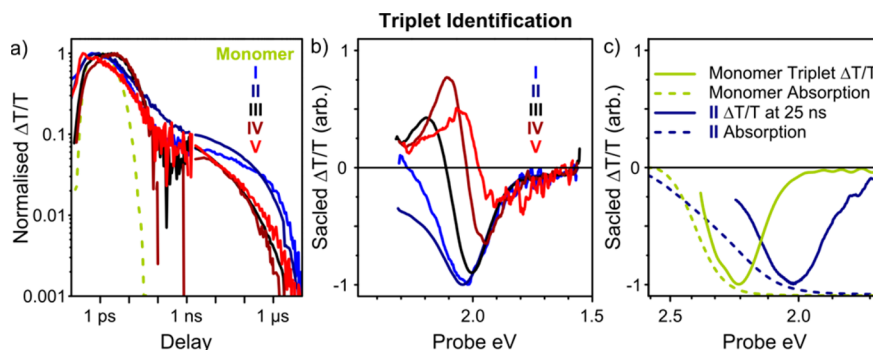 Triplet Identification
a)
Normalised ΔT/T
1
0.1
0.01
0.001
Monomer
I
II
III
IV
V
1 ps
1 ns
1 µs
Delay
b)
Sacled ΔT/T (arb.)
1
0
-1
I
II
III
IV
V
2.0
1.5
Probe eV
c)
Sacled ΔT/T (arb.)
1
0
-1
Monomer Triplet ΔT/T
Monomer Absorption
II ΔT/T at 25 ns
II Absorption
2.5
2.0
Probe eV